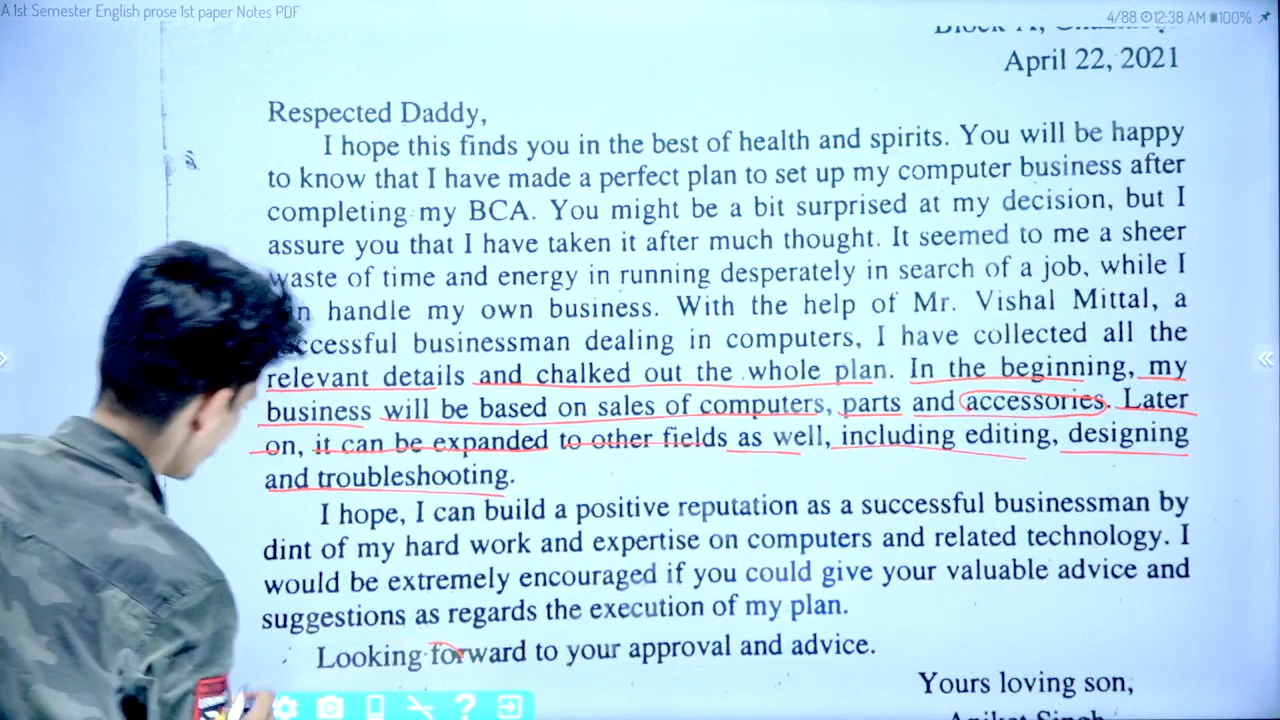 A 1st Semester English prose 1st paper Notes PDF
4/88 12:38 AM 100%
April 22, 2021
Respected Daddy,
I hope this finds you in the best of health and spirits. You will be happy
to know that I have made a perfect plan to set up my computer business after
completing my BCA. You might be a bit surprised at my decision, but I
assure you that I have taken it after much thought. It seemed to me a sheer
waste of time and energy in running desperately in search of a job, while I
handle my own business. With the help of Mr. Vishal Mittal, a
ccessful businessman dealing in computers, I have collected all the
relevant details and chalked out the whole plan. In the beginning, my
business will be based on sales of computers, parts and accessories. Later
on, it can be expanded to other fields as well, including editing, designing
and troubleshooting.
I hope, I can build a positive reputation as a successful businessman by
dint of my hard work and expertise on computers and related technology. I
would be extremely encouraged if you could give your valuable advice and
suggestions as regards the execution of my plan.
Looking forward to your approval and advice.
Yours loving son,